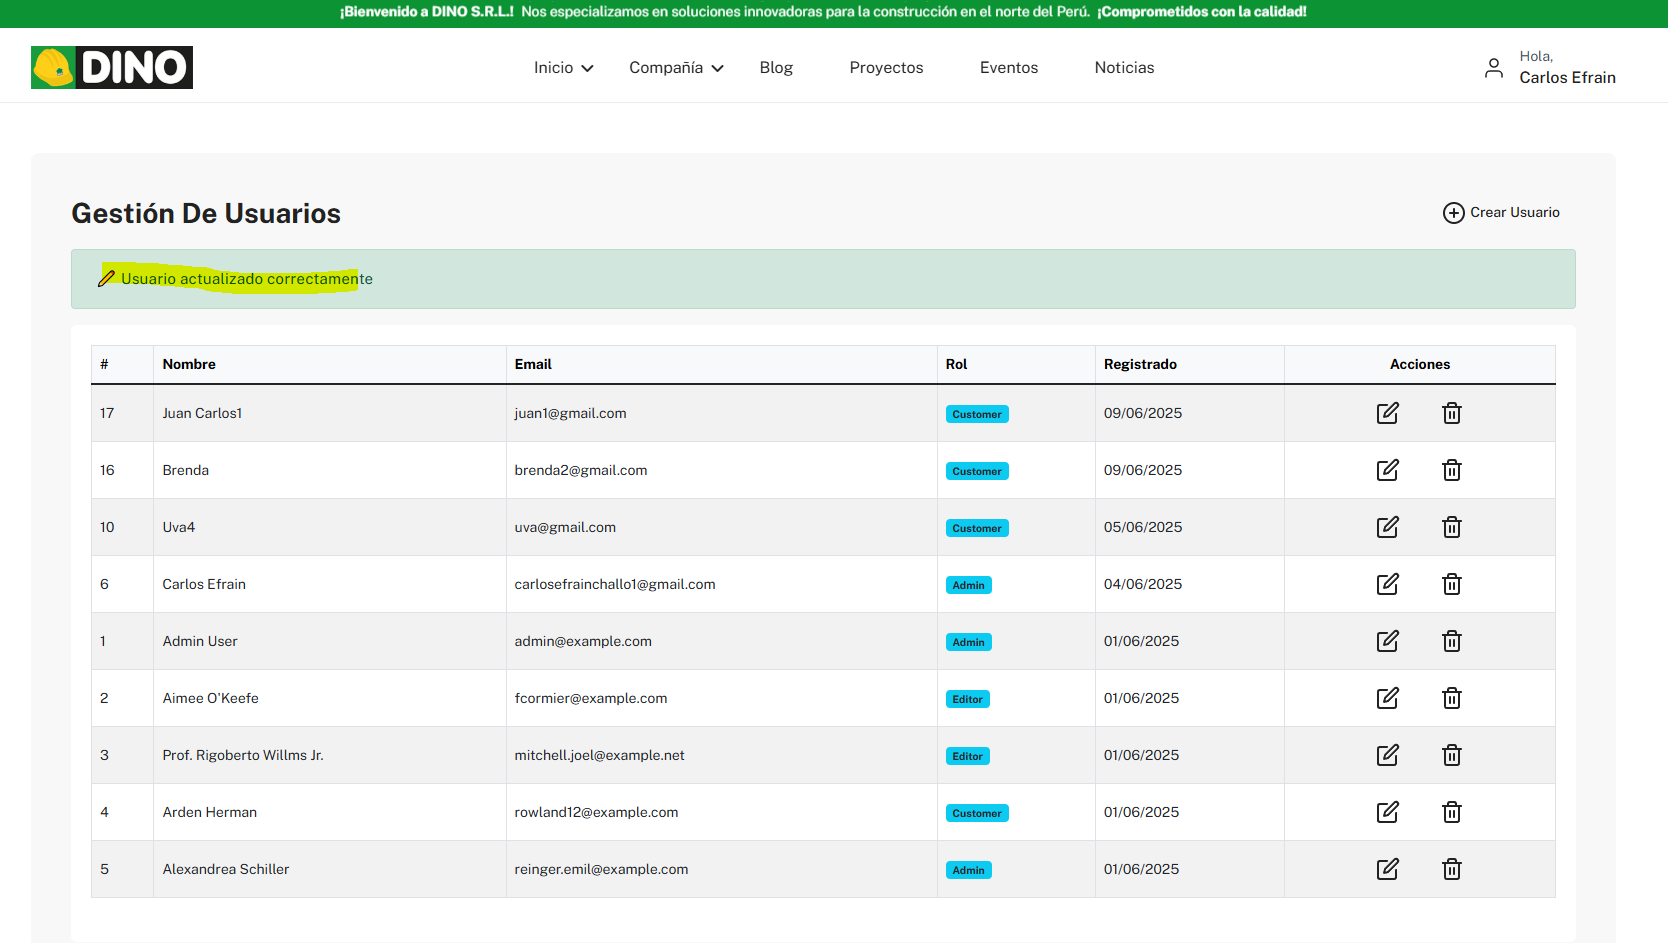 ¡Bienvenido a DINO S.R.L.! Nos especializamos en soluciones innovadoras para la construcción en el norte del Perú. ¡Comprometidos con la calidad!
DINO
Inicio Compañía Blog Proyectos Eventos Noticias
Hola,
Carlos Efrain
Gestión De Usuarios
Crear Usuario
Usuario actualizado correctamente
# Nombre Email Rol Registrado Acciones
17 Juan Carlos1 juan1@gmail.com Customer 09/06/2025
16 Brenda brenda2@gmail.com Customer 09/06/2025
10 Uva4 uva@gmail.com Customer 05/06/2025
6 Carlos Efrain carlosefrainchallo1@gmail.com Admin 04/06/2025
1 Admin User admin@example.com Admin 01/06/2025
2 Aimee O'Keefe fcormier@example.com Editor 01/06/2025
3 Prof. Rigoberto Willms Jr. mitchell.joel@example.net Editor 01/06/2025
4 Arden Herman rowland12@example.com Customer 01/06/2025
5 Alexandrea Schiller reinger.emil@example.com Admin 01/06/2025